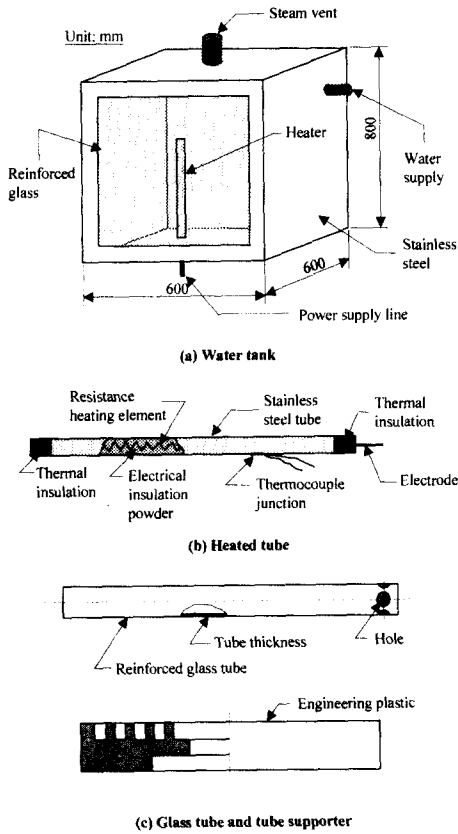 Steam vent
Unit: mm
Heater
800
Water
supply
Reinforced
glass
Stainless
steel
600
600
Power supply line
(a) Water tank
Resistance
heating element
Stainless
steel tube
Thermal
insulation
Thermal
insulation
Electrical
insulation
powder
Thermocouple
junction
Electrode
(b) Heated tube
Tube thickness
Hole
Reinforced glass tube
Engineering plastic
(c) Glass tube and tube supporter